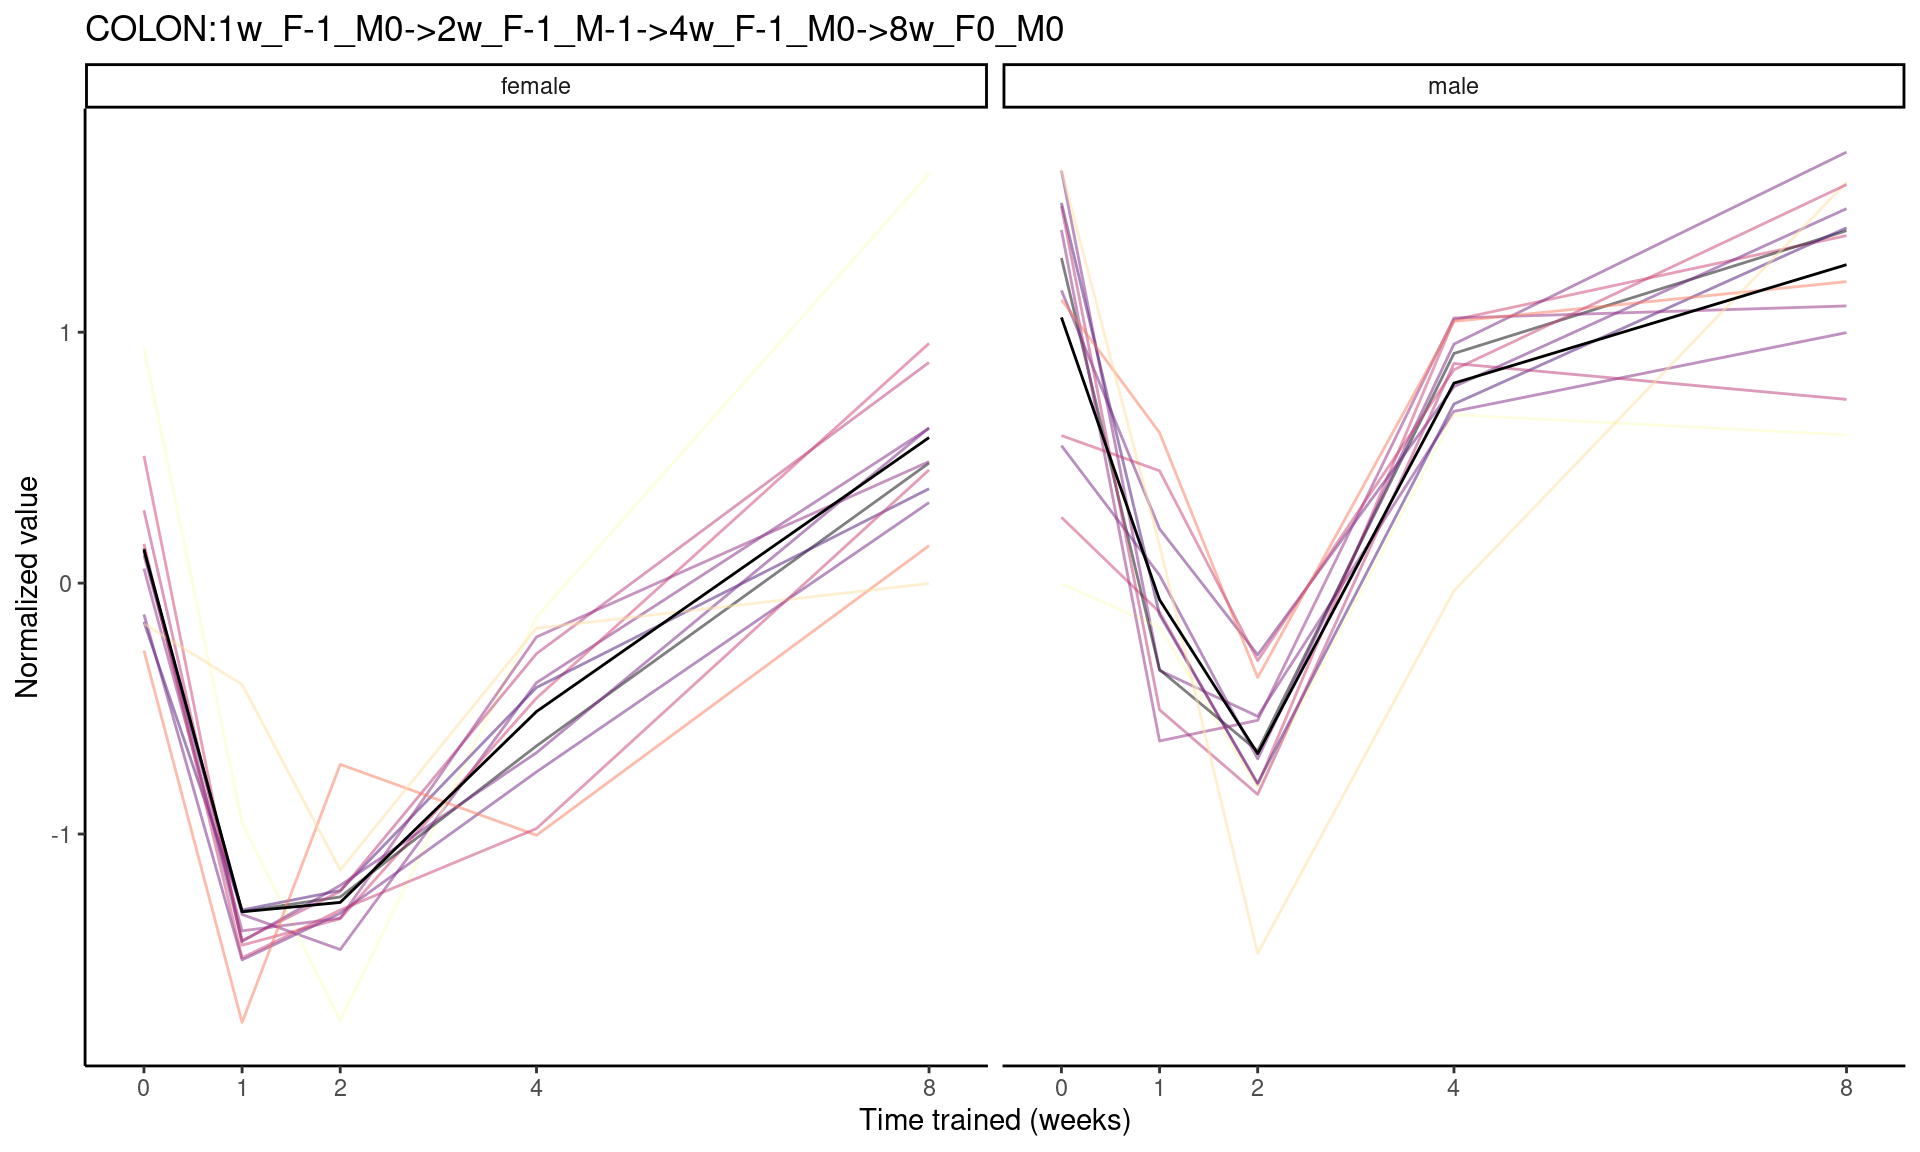 COLON:1w_F-1_M0->2w_F-1_M-1->4w_F-1_M0->8w_F0_M0
female
male
Normalized value
1
0
-1
0 1 2 4 8
0 1 2 4 8
Time trained (weeks)